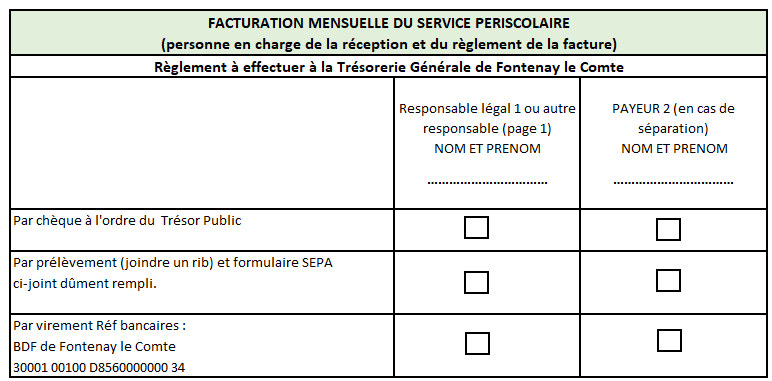 FACTURATION MENSUELLE DU SERVICE PERISCOLAIRE
(personne en charge de la réception et du règlement de la facture)
Règlement à effectuer à la Trésorerie Générale de Fontenay le Comte
Responsable légal 1 ou autre
responsable (page 1)
NOM ET PRENOM
……………………………
PAYEUR 2 (en cas de
séparation)
NOM ET PRENOM
……………………………
Par chèque à l'ordre du Trésor Public
Par prélèvement (joindre un rib) et formulaire SEPA
ci-joint dûment rempli.
Par virement Réf bancaires :
BDF de Fontenay le Comte
30001 00100 D8560000000 34